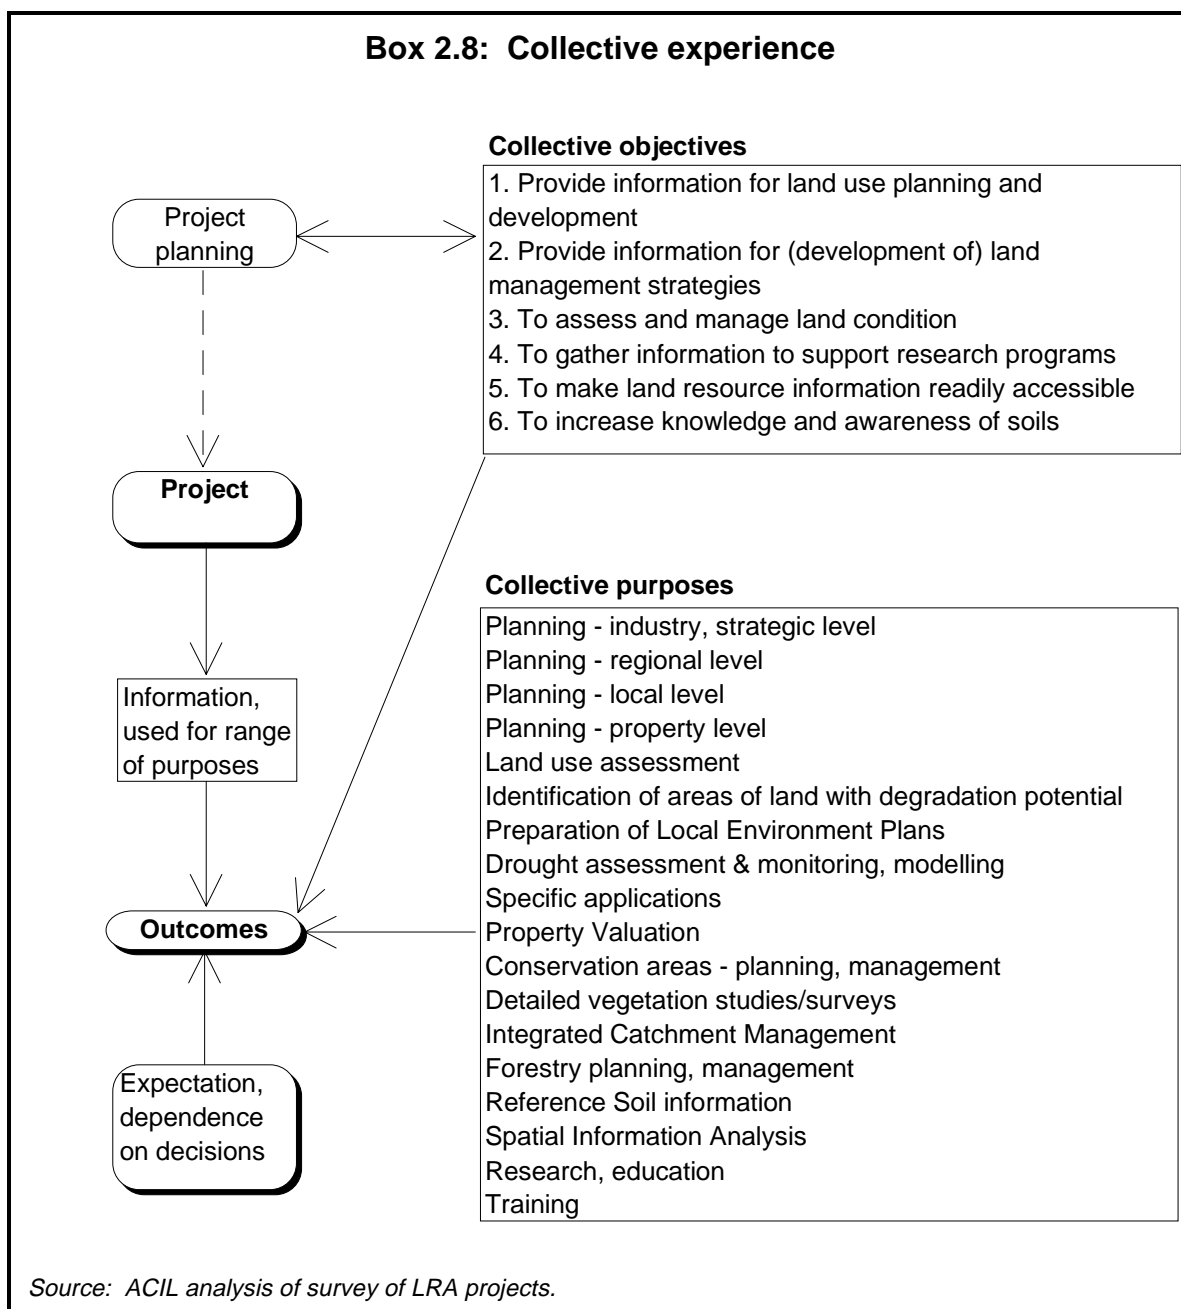 Box 2.8:  Collective experience
Collective objectives
1. Provide information for land use planning and
development
2. Provide information for (development of) land
management strategies
3. To assess and manage land condition
4. To gather information to support research programs
5. To make land resource information readily accessible
6. To increase knowledge and awareness of soils
Project
planning
Project
Information,
used for range
of purposes
Outcomes
Expectation,
dependence
on decisions
Collective purposes
Planning - industry, strategic level
Planning - regional level
Planning - local level
Planning - property level
Land use assessment
Identification of areas of land with degradation potential
Preparation of Local Environment Plans
Drought assessment & monitoring, modelling
Specific applications
Property Valuation
Conservation areas - planning, management
Detailed vegetation studies/surveys
Integrated Catchment Management
Forestry planning, management
Reference Soil information
Spatial Information Analysis
Research, education
Training
Source:  ACIL analysis of survey of LRA projects.